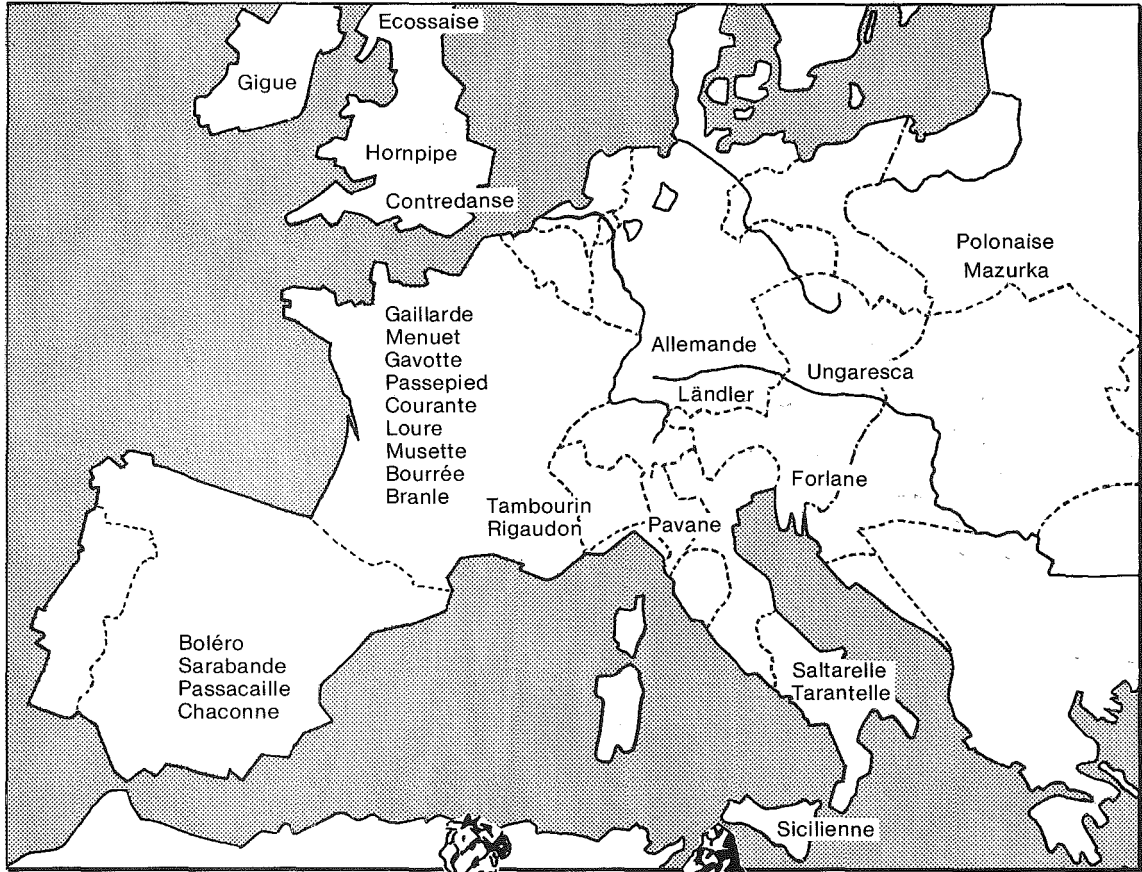 Ecossaise
Gigue
Hornpipe
Contredanse
Polonaise
Mazurka
Gaillarde
Menuet
Gavotte
Passepied
Courante
Loure
Musette
Bourrée
Branle
Allemande
Ungaresca
Ländler
Forlane
Tambourin
Rigaudon
Pavane
Boléro
Sarabande
Passacaille
Chaconne
Saltarelle
Tarantelle
Sicilienne